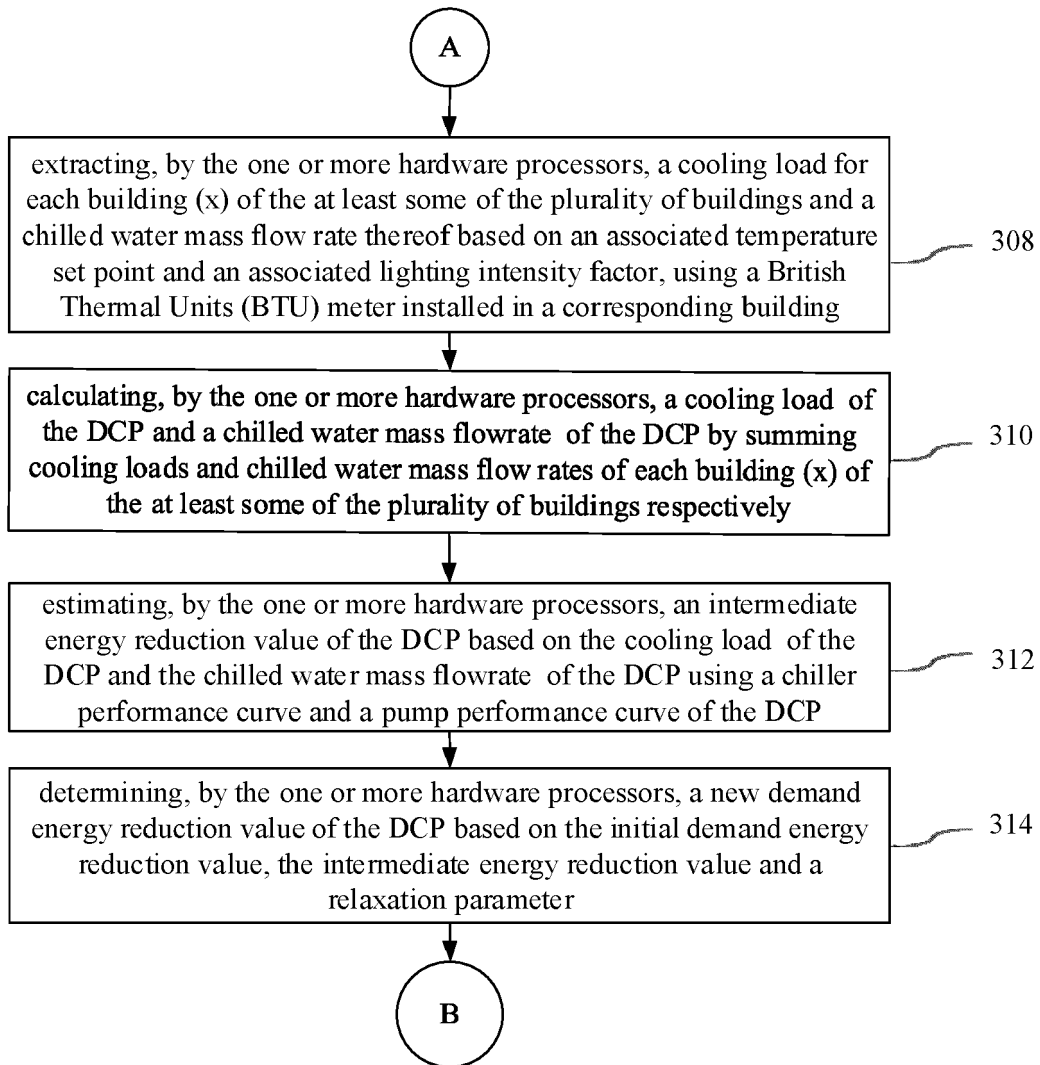 A
extracting, by the one or more hardware processors, a cooling load for
each building (x) of the at least some of the plurality of buildings and a
chilled water mass flow rate thereof based on an associated temperature
set point and an associated lighting intensity factor, using a British
Thermal Units (BTU) meter installed in a corresponding building
308
calculating, by the one or more hardware processors, a cooling load of
the DCP and a chilled water mass flowrate of the DCP by summing
cooling loads and chilled water mass flow rates of each building (x) of
the at least some of the plurality of buildings respectively
310
estimating, by the one or more hardware processors, an intermediate
energy reduction value of the DCP based on the cooling load of the
DCP and the chilled water mass flowrate of the DCP using a chiller
performance curve and a pump performance curve of the DCP
312
determining, by the one or more hardware processors, a new demand
energy reduction value of the DCP based on the initial demand energy
reduction value, the intermediate energy reduction value and a
relaxation parameter
314
B